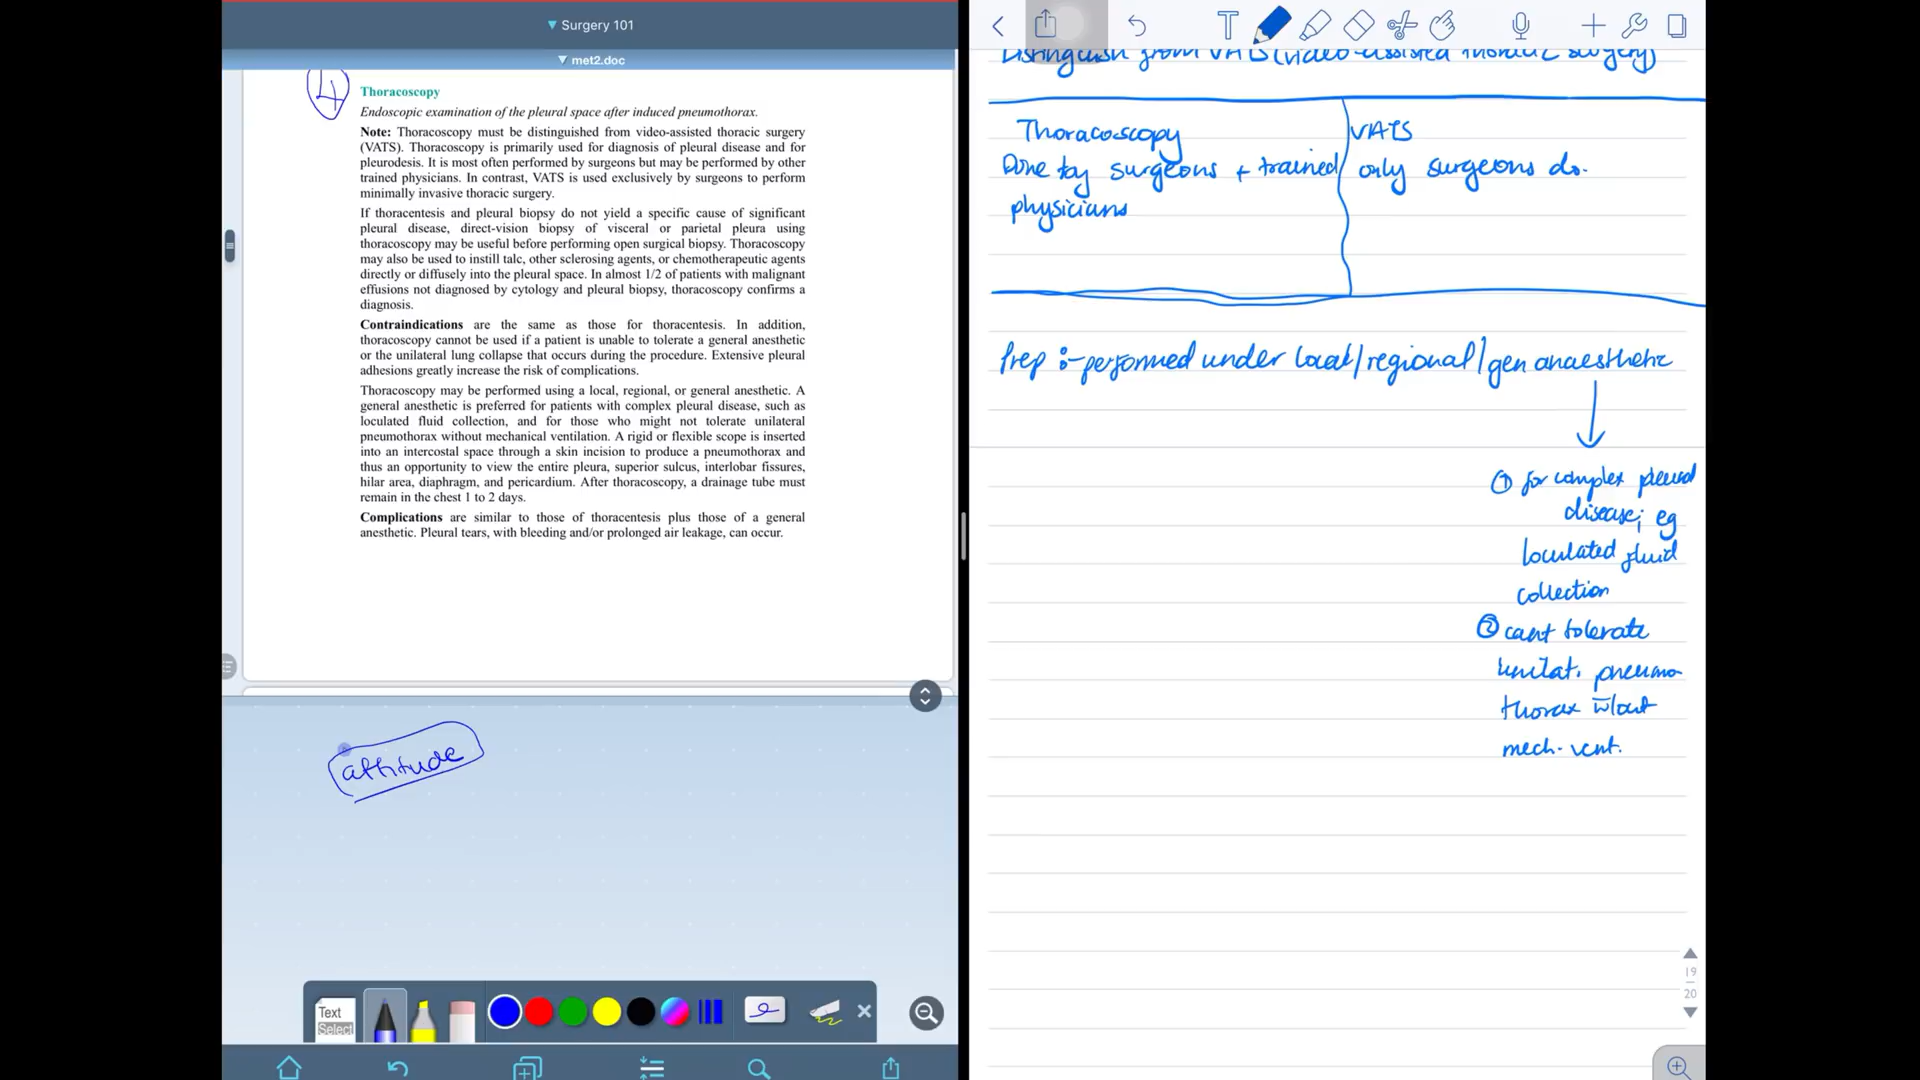 Surgery 101
met2.doc
4
Thoracoscopy
Endoscopic examination of the pleural space after induced pneumothorax.
Note: Thoracoscopy must be distinguished from video-assisted thoracic surgery
(VATS). Thoracoscopy is primarily used for diagnosis of pleural disease and for
pleurodesis. It is most often performed by surgeons but may be performed by other
trained physicians. In contrast, VATS is used exclusively by surgeons to perform
minimally invasive thoracic surgery.
If thoracentesis and pleural biopsy do not yield a specific cause of significant
pleural disease, direct-vision biopsy of visceral or parietal pleura using
thoracoscopy may be useful before performing open surgical biopsy. Thoracoscopy
may also be used to instill talc, other sclerosing agents, or chemotherapeutic agents
directly or diffusely into the pleural space. In almost 1/2 of patients with malignant
effusions not diagnosed by cytology and pleural biopsy, thoracoscopy confirms a
diagnosis.
Contraindications are the same as those for thoracentesis. In addition,
thoracoscopy cannot be used if a patient is unable to tolerate a general anesthetic
or the unilateral lung collapse that occurs during the procedure. Extensive pleural
adhesions greatly increase the risk of complications.
Thoracoscopy may be performed using a local, regional, or general anesthetic. A
general anesthetic is preferred for patients with complex pleural disease, such as
loculated fluid collection, and for those who might not tolerate unilateral
pneumothorax without mechanical ventilation. A rigid or flexible scope is inserted
into an intercostal space through a skin incision to produce a pneumothorax and
thus an opportunity to view the entire pleura, superior sulcus, interlobar fissures,
hilar area, diaphragm, and pericardium. After thoracoscopy, a drainage tube must
remain in the chest 1 to 2 days.
Complications are similar to those of thoracentesis plus those of a general
anesthetic. Pleural tears, with bleeding and/or prolonged air leakage, can occur.
attitude
Text
Select
Distinguish from VATS (video-assisted thoracic surgery)
Thoracoscopy
Done by surgeons + trained
physicians
VATS
only surgeons do.
Prep :- performed under local/regional/gen anaesthetic
① for complex pleural
disease; eg
loculated fluid
collection
② cant tolerate
unilat. pneumo
thorax w/out
mech. vent.
19
20